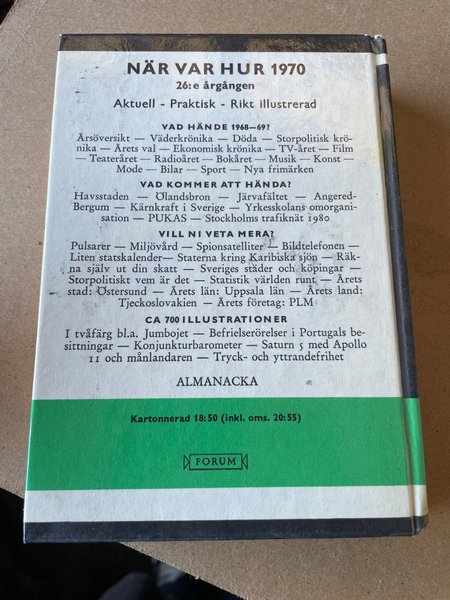 NÄR VAR HUR 1970
26:e årgången
Aktuell - Praktisk - Rikt illustrerad
VAD HÄNDE 1968—69?
Årsöversikt — Väderkrönika — Döda — Storpolitisk krö-
nika — Årets val — Ekonomisk krönika — TV-året — Film
— Teateråret — Radioåret — Bokåret — Musik — Konst —
Mode — Bilar — Sport — Nya frimärken
VAD KOMMER ATT HÄNDA?
Havsstaden — Ölandsbron — Järvafältet — Angered-
Bergum — Kärnkraft i Sverige — Yrkesskolans omorgani-
sation — PUKAS — Stockholms trafiknät 1980
VILL NI VETA MERA?
Pulsarer — Miljövård — Spionsatelliter — Bildtelefonen —
Liten statskalender— Staterna kring Karibiska sjön — Räk-
na själv ut din skatt — Sveriges städer och köpingar —
Storpolitiskt vem är det — Statistik världen runt — Årets
stad: Östersund — Årets län: Uppsala län — Årets land:
Tjeckoslovakien — Årets företag: PLM
CA 700 ILLUSTRATIONER
I tvåfärg bl.a. Jumbojet — Befrielserörelser i Portugals be-
sittningar — Konjunkturbarometer — Saturn 5 med Apollo
11 och månlandaren — Tryck- och yttrandefrihet
ALMANACKA
Kartonnerad 18:50 (inkl. oms. 20:55)
FORUM